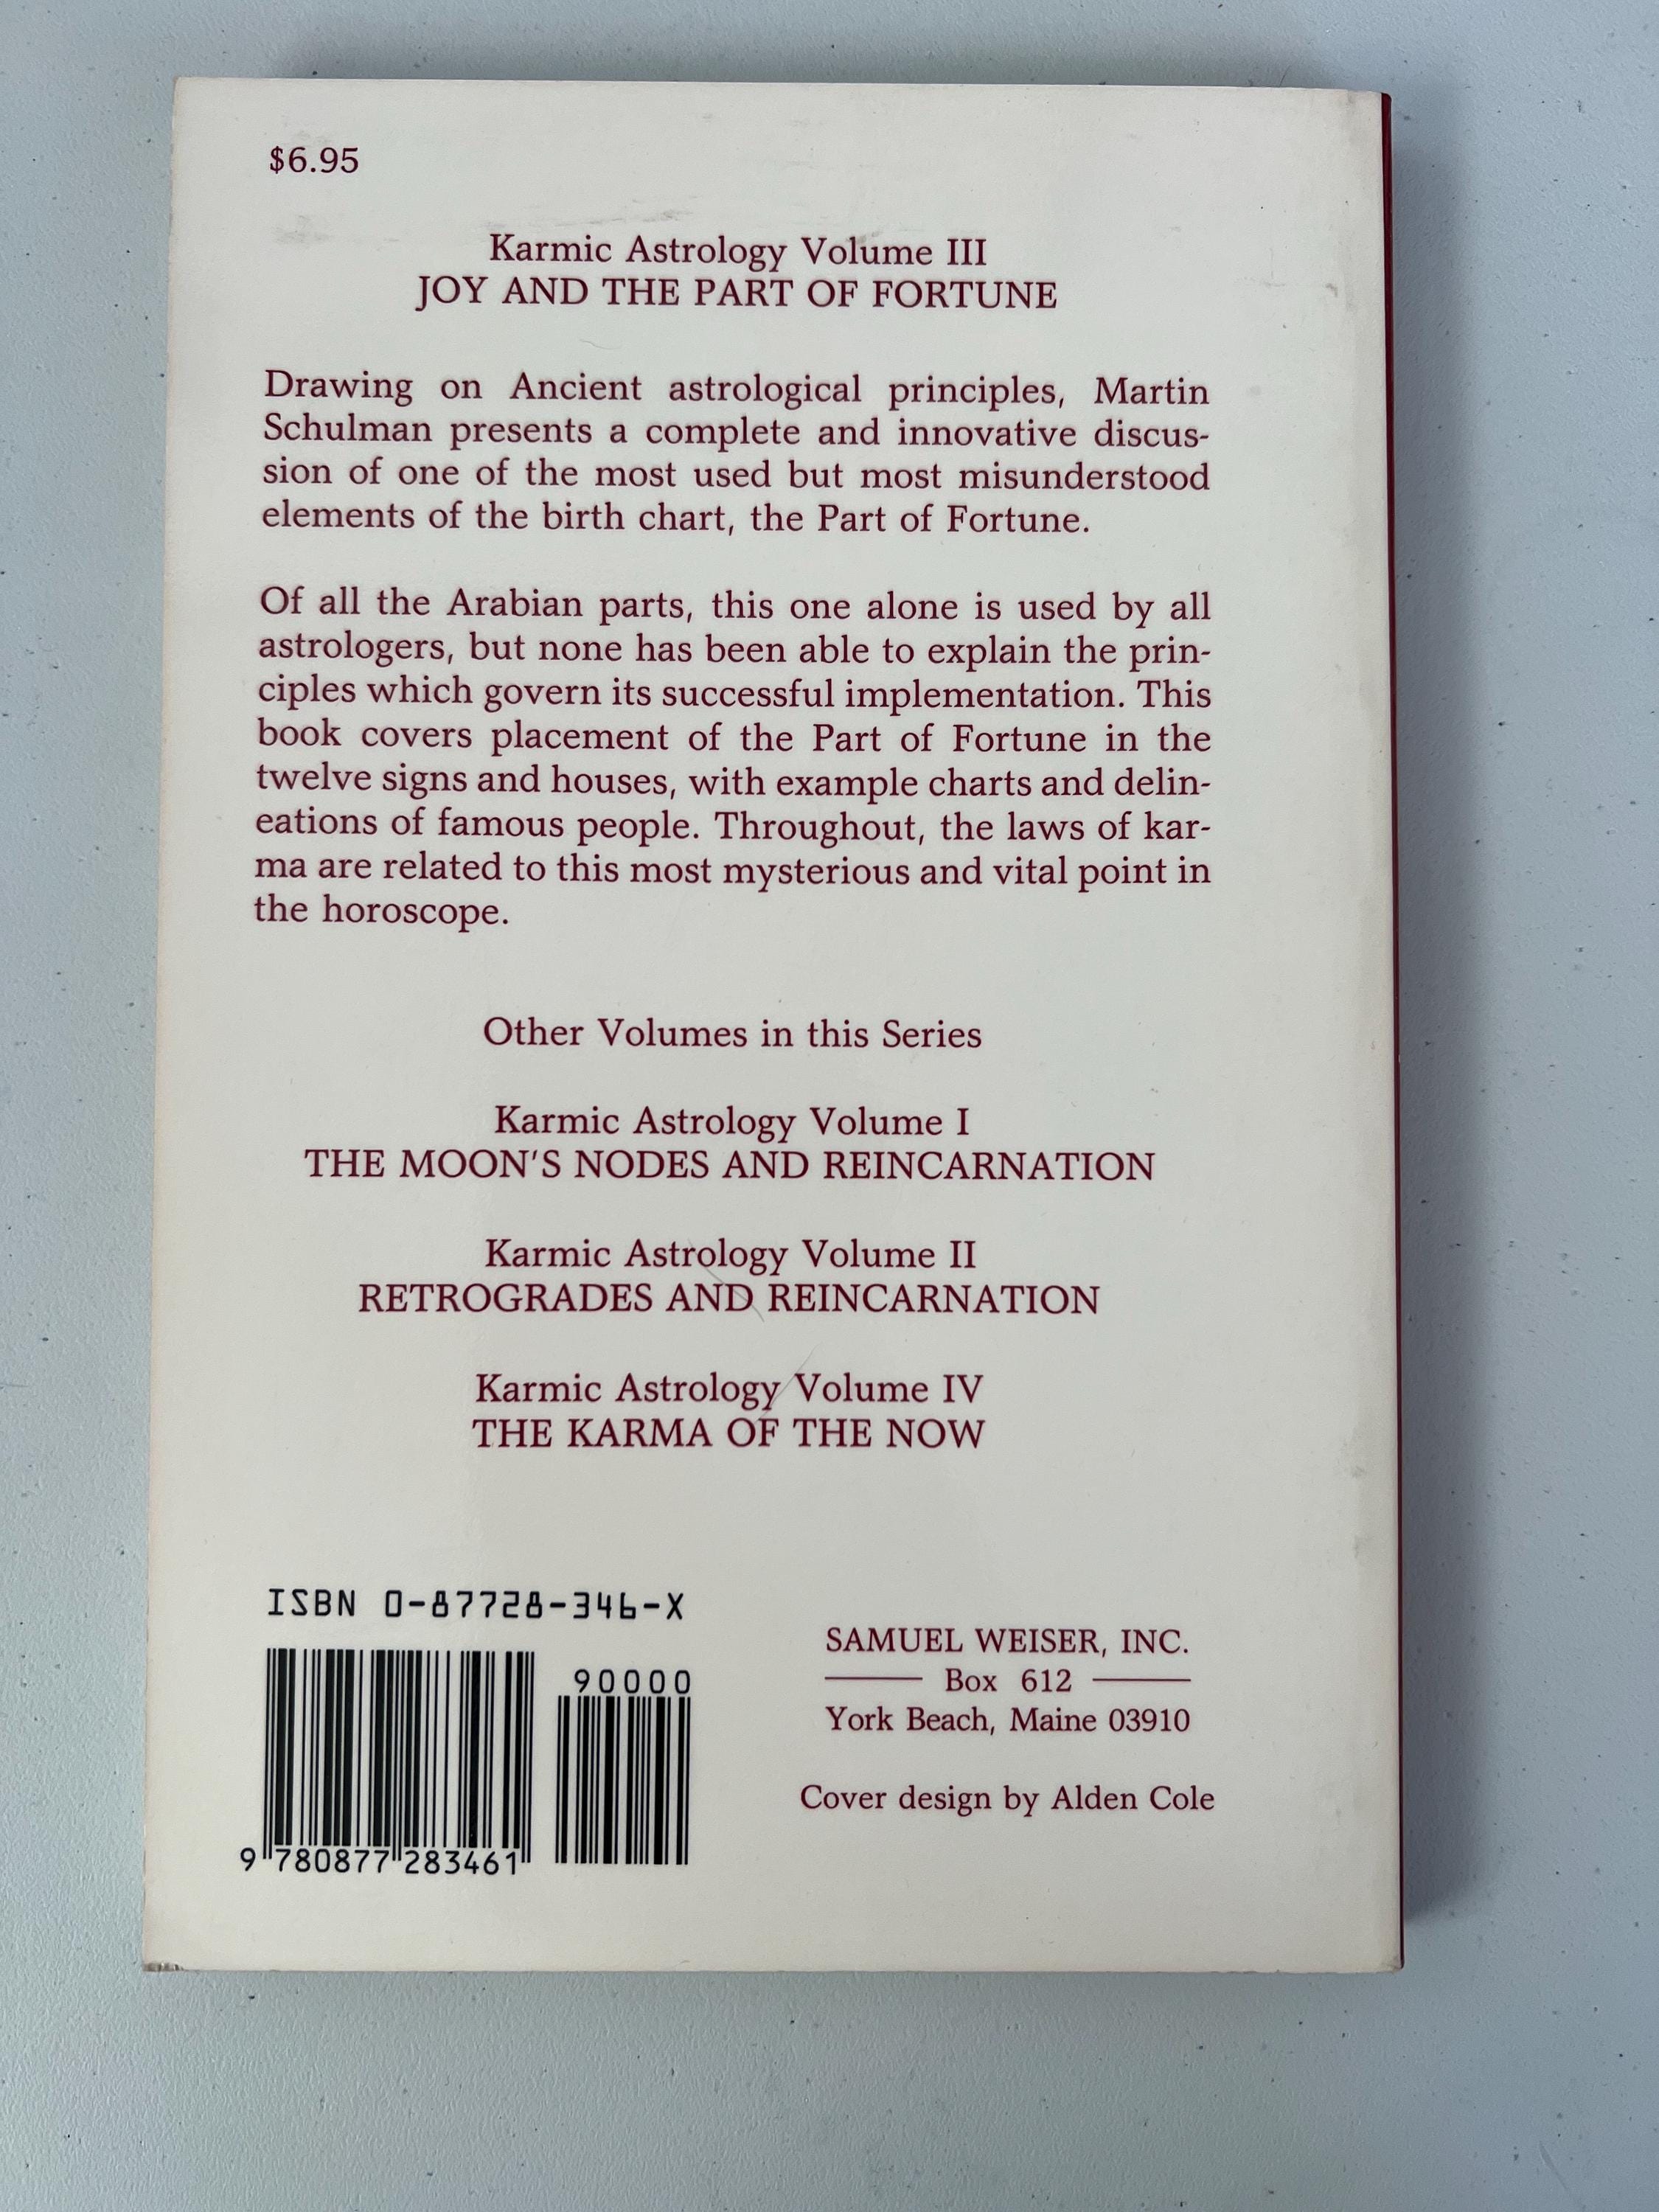 $6.95
Karmic Astrology Volume III
JOY AND THE PART OF FORTUNE
Drawing on Ancient astrological principles, Martin
Schulman presents a complete and innovative discus-
sion of one of the most used but most misunderstood
elements of the birth chart, the Part of Fortune.
Of all the Arabian parts, this one alone is used by all
astrologers, but none has been able to explain the prin-
ciples which govern its successful implementation. This
book covers placement of the Part of Fortune in the
twelve signs and houses, with example charts and delin-
eations of famous people. Throughout, the laws of kar-
ma are related to this most mysterious and vital point in
the horoscope.
Other Volumes in this Series
Karmic Astrology Volume I
THE MOON'S NODES AND REINCARNATION
Karmic Astrology Volume II
RETROGRADES AND REINCARNATION
Karmic Astrology Volume IV
THE KARMA OF THE NOW
ISBN 0-87728-346-X
90000
9 780877 283461
SAMUEL WEISER, INC.
Box 612
York Beach, Maine 03910
Cover design by Alden Cole